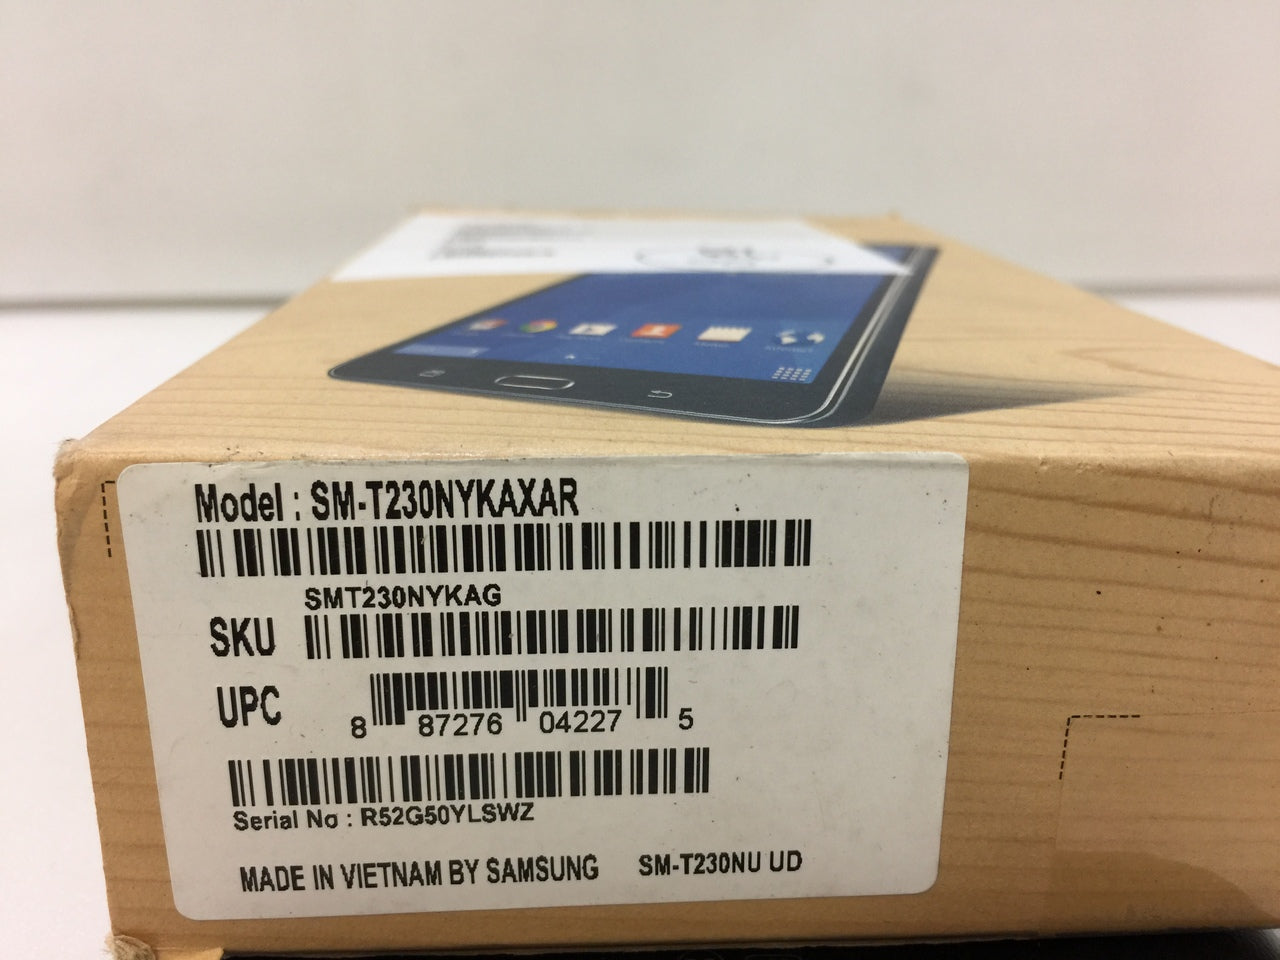 Model : SM-T230NYKAXAR
SMT230NYKAG
SKU
UPC
8 87276 04227 5
Serial No : R52G50YLSWZ
MADE IN VIETNAM BY SAMSUNG SM-T230NU UD